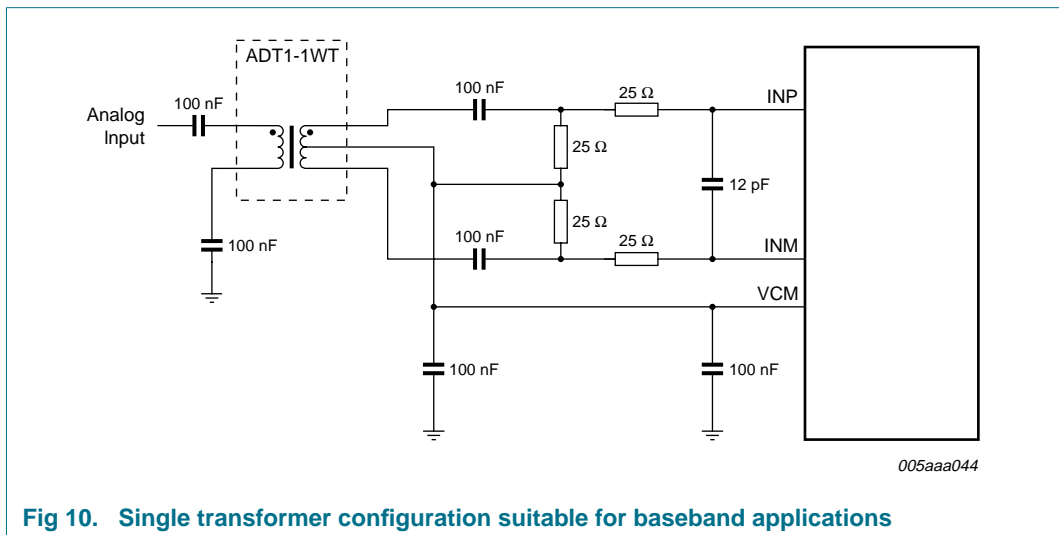 ADT1-1WT
100 nF
100 nF
25 Ω
INP
Analog
Input
25 Ω
12 pF
25 Ω
100 nF
100 nF
25 Ω
INM
VCM
100 nF
100 nF
005aaa044
Fig 10. Single transformer configuration suitable for baseband applications